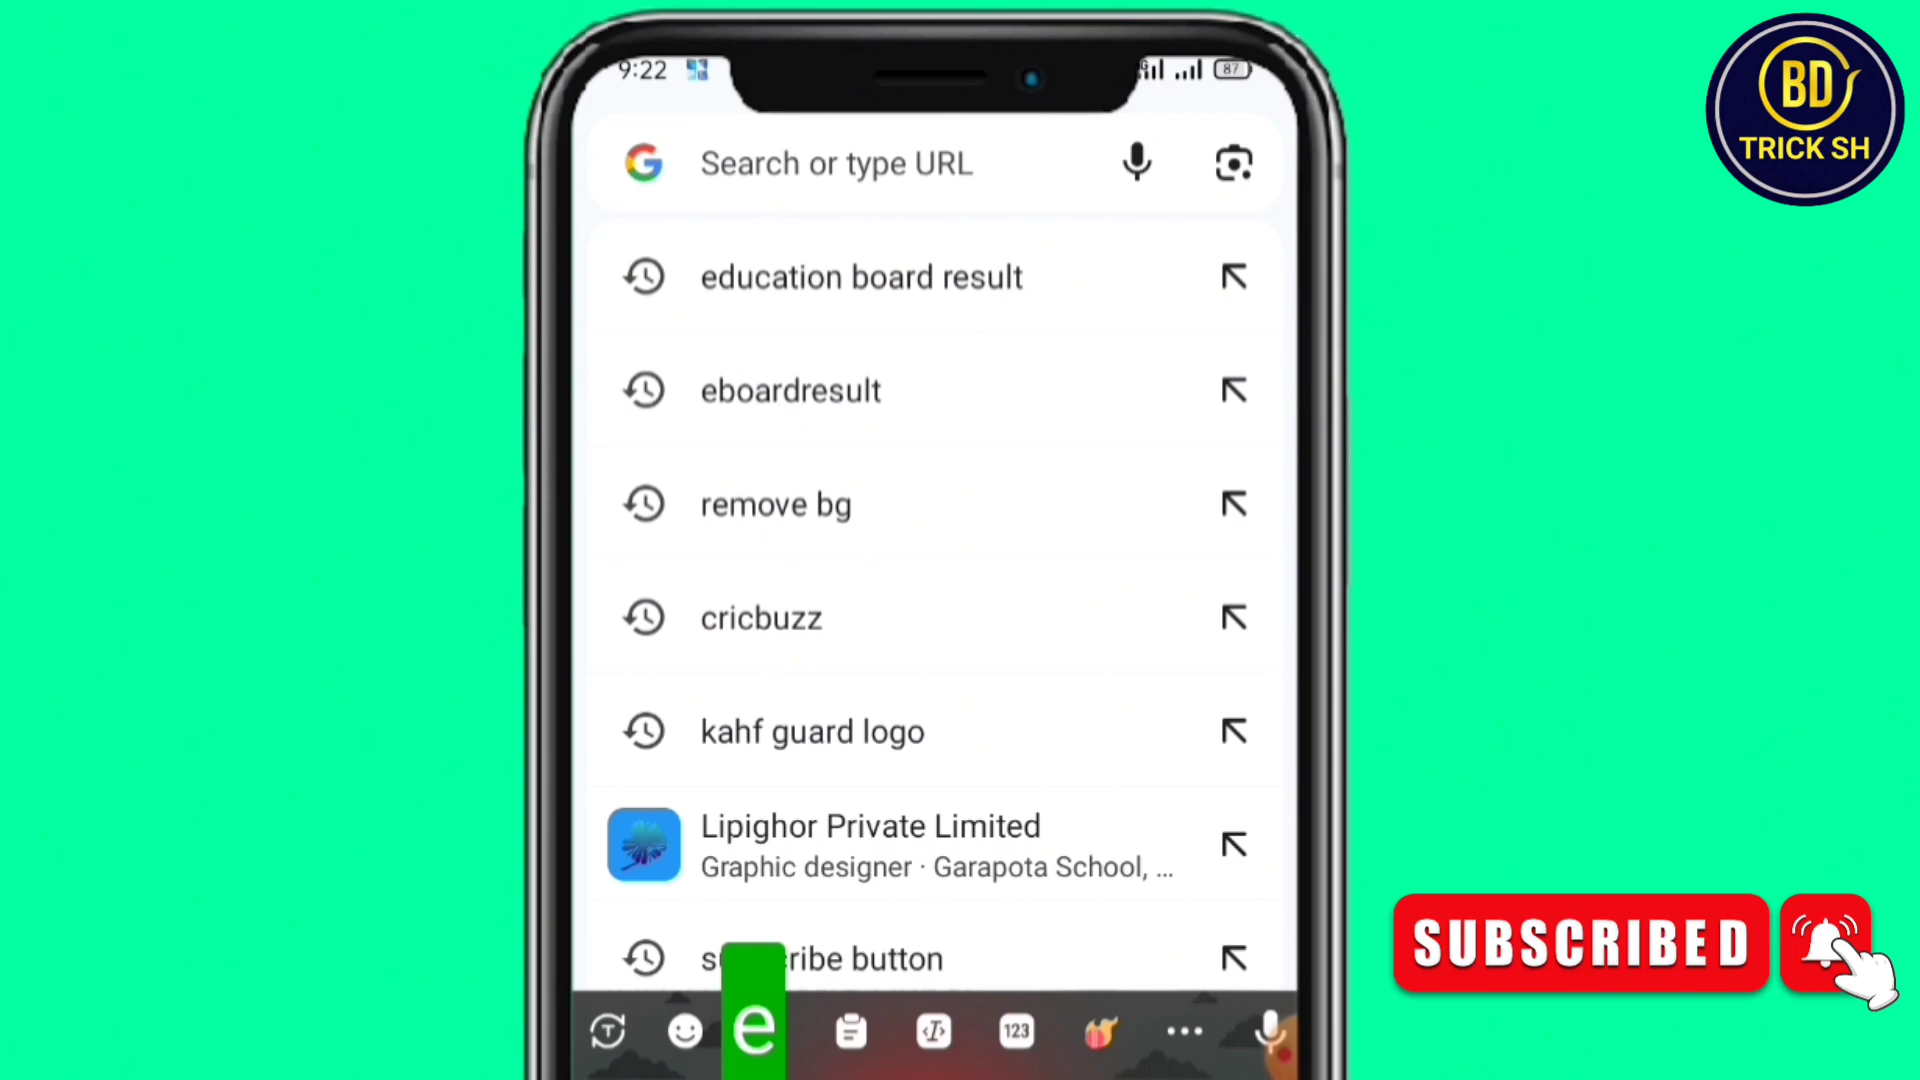 9:22
87
Search or type URL
education board result
eboardresult
remove bg
cricbuzz
kahf guard logo
Lipighor Private Limited
Graphic designer · Garapota School, ...
ribe button
e
T
123
BD
TRICK SH
SUBSCRIBED